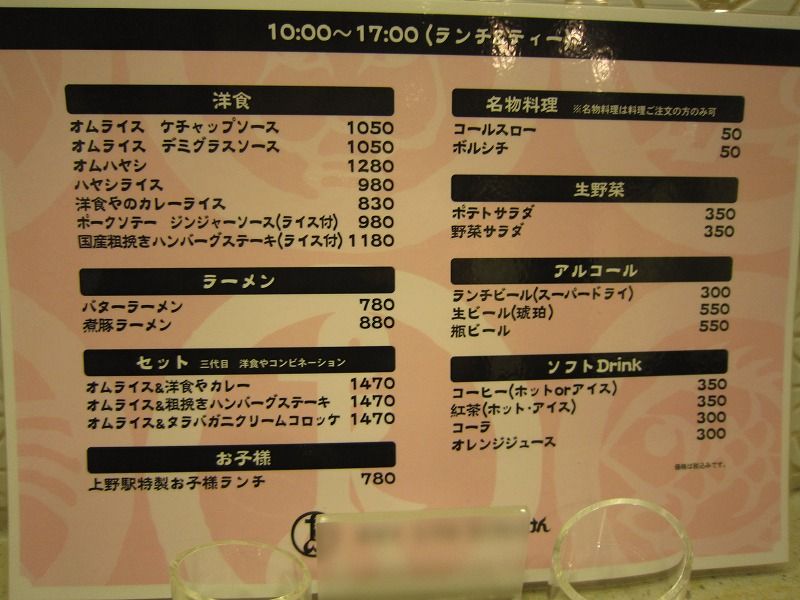 10:00～17:00 (ランチ&ティー
洋食
オムライス　ケチャップソース 1050
オムライス　デミグラスソース 1050
オムハヤシ 1280
ハヤシライス 980
洋食やのカレーライス 830
ポークソテー　ジンジャーソース(ライス付) 980
国産粗挽きハンバーグステーキ(ライス付) 1180
ラーメン
バターラーメン 780
煮豚ラーメン 880
セット 三代目　洋食やコンビネーション
オムライス&洋食やカレー 1470
オムライス&粗挽きハンバーグステーキ 1470
オムライス&タラバガニクリームコロッケ 1470
お子様
上野駅特製お子様ランチ 780
名物料理 ※名物料理は料理ご注文の方のみ可
コールスロー 50
ボルシチ 50
生野菜
ポテトサラダ 350
野菜サラダ 350
アルコール
ランチビール(スーパードライ) 300
生ビール(琥珀) 550
瓶ビール 550
ソフトDrink
コーヒー(ホットorアイス) 350
紅茶(ホット・アイス) 350
コーラ 300
オレンジジュース 300
価格は税込みです。
けん